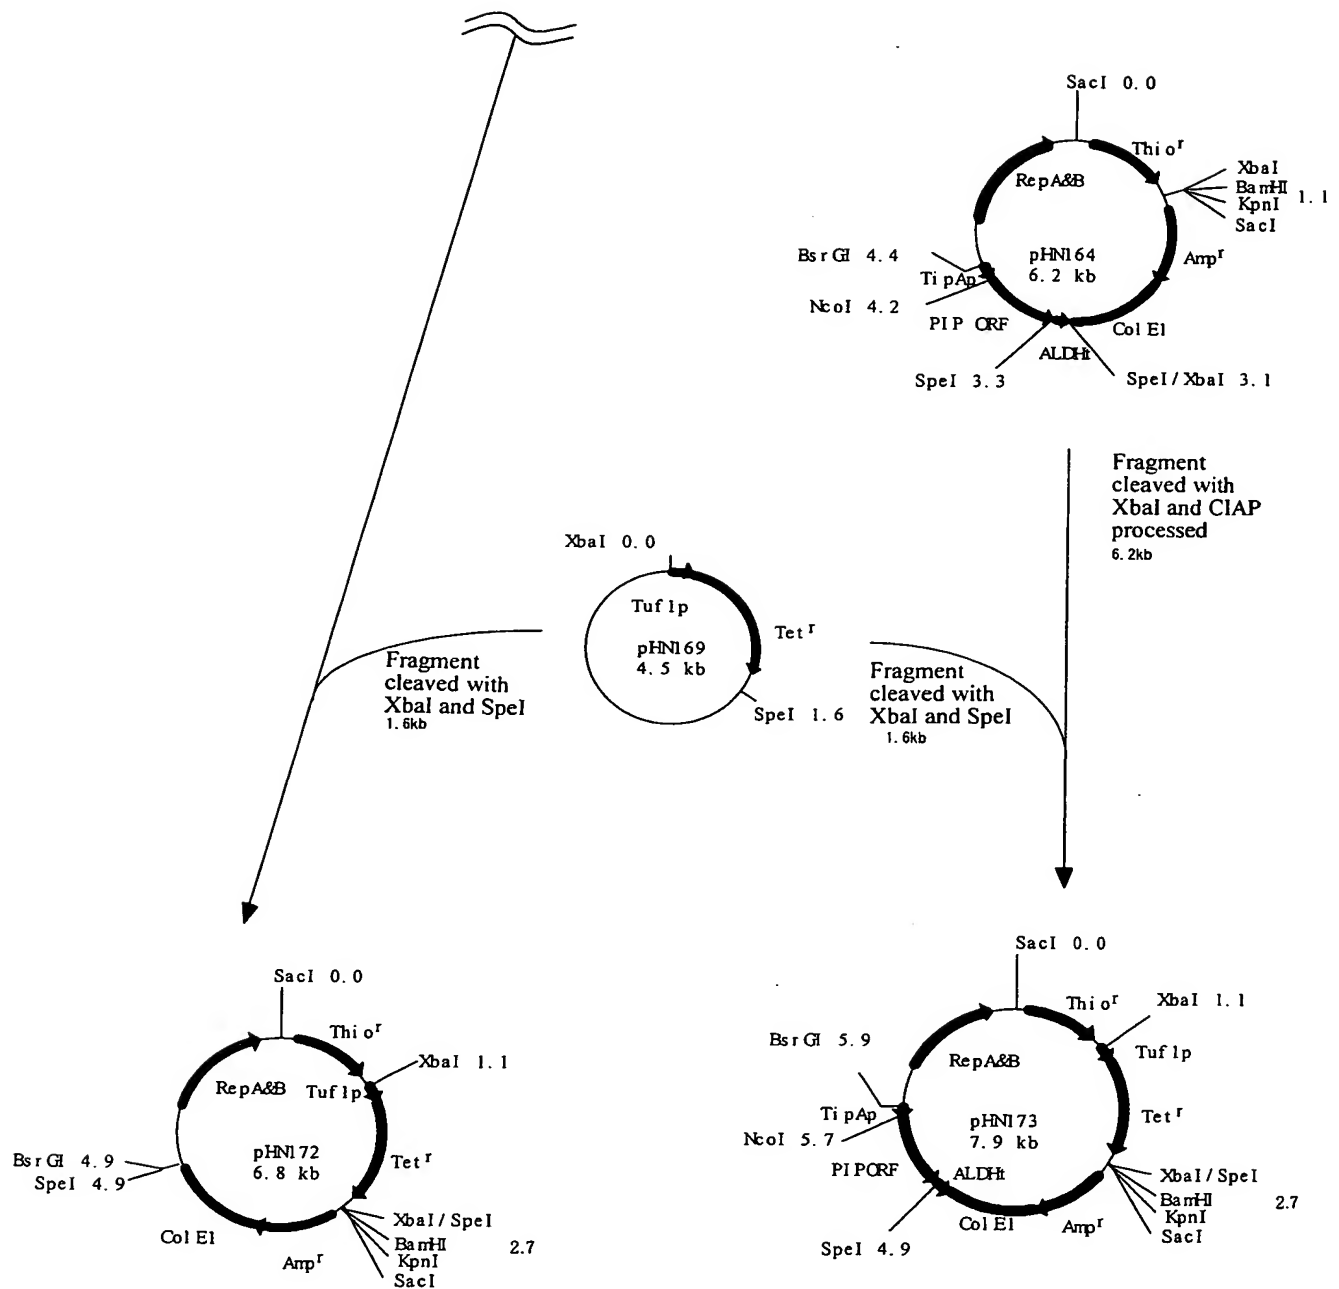 SacI 0.0
Thio^r
XbaI
BamHI
KpnI
SacI
1.1
RepA&B
BsrGI 4.4
pHN164
6.2 kb
Amp^r
TipAp
NcoI 4.2
PIP ORF
ColE1
ALDHt
SpeI 3.3
SpeI/XbaI 3.1
Fragment
cleaved with
XbaI and CIAP
processed
6.2kb
XbaI 0.0
Tuf1p
Tet^r
pHN169
4.5 kb
SpeI 1.6
Fragment
cleaved with
XbaI and SpeI
1.6kb
Fragment
cleaved with
XbaI and SpeI
1.6kb
SacI 0.0
Thio^r
XbaI 1.1
RepA&B
Tuf1p
pHN172
6.8 kb
BsrGI 4.9
SpeI 4.9
Tet^r
ColE1
Amp^r
XbaI/SpeI
BamHI
KpnI
SacI
2.7
SacI 0.0
Thio^r
XbaI 1.1
BsrGI 5.9
RepA&B
Tuf1p
TipAp
pHN173
7.9 kb
Tet^r
NcoI 5.7
PIPORF
ALDHt
ColE1
Amp^r
SpeI 4.9
XbaI/SpeI
BamHI
KpnI
SacI
2.7